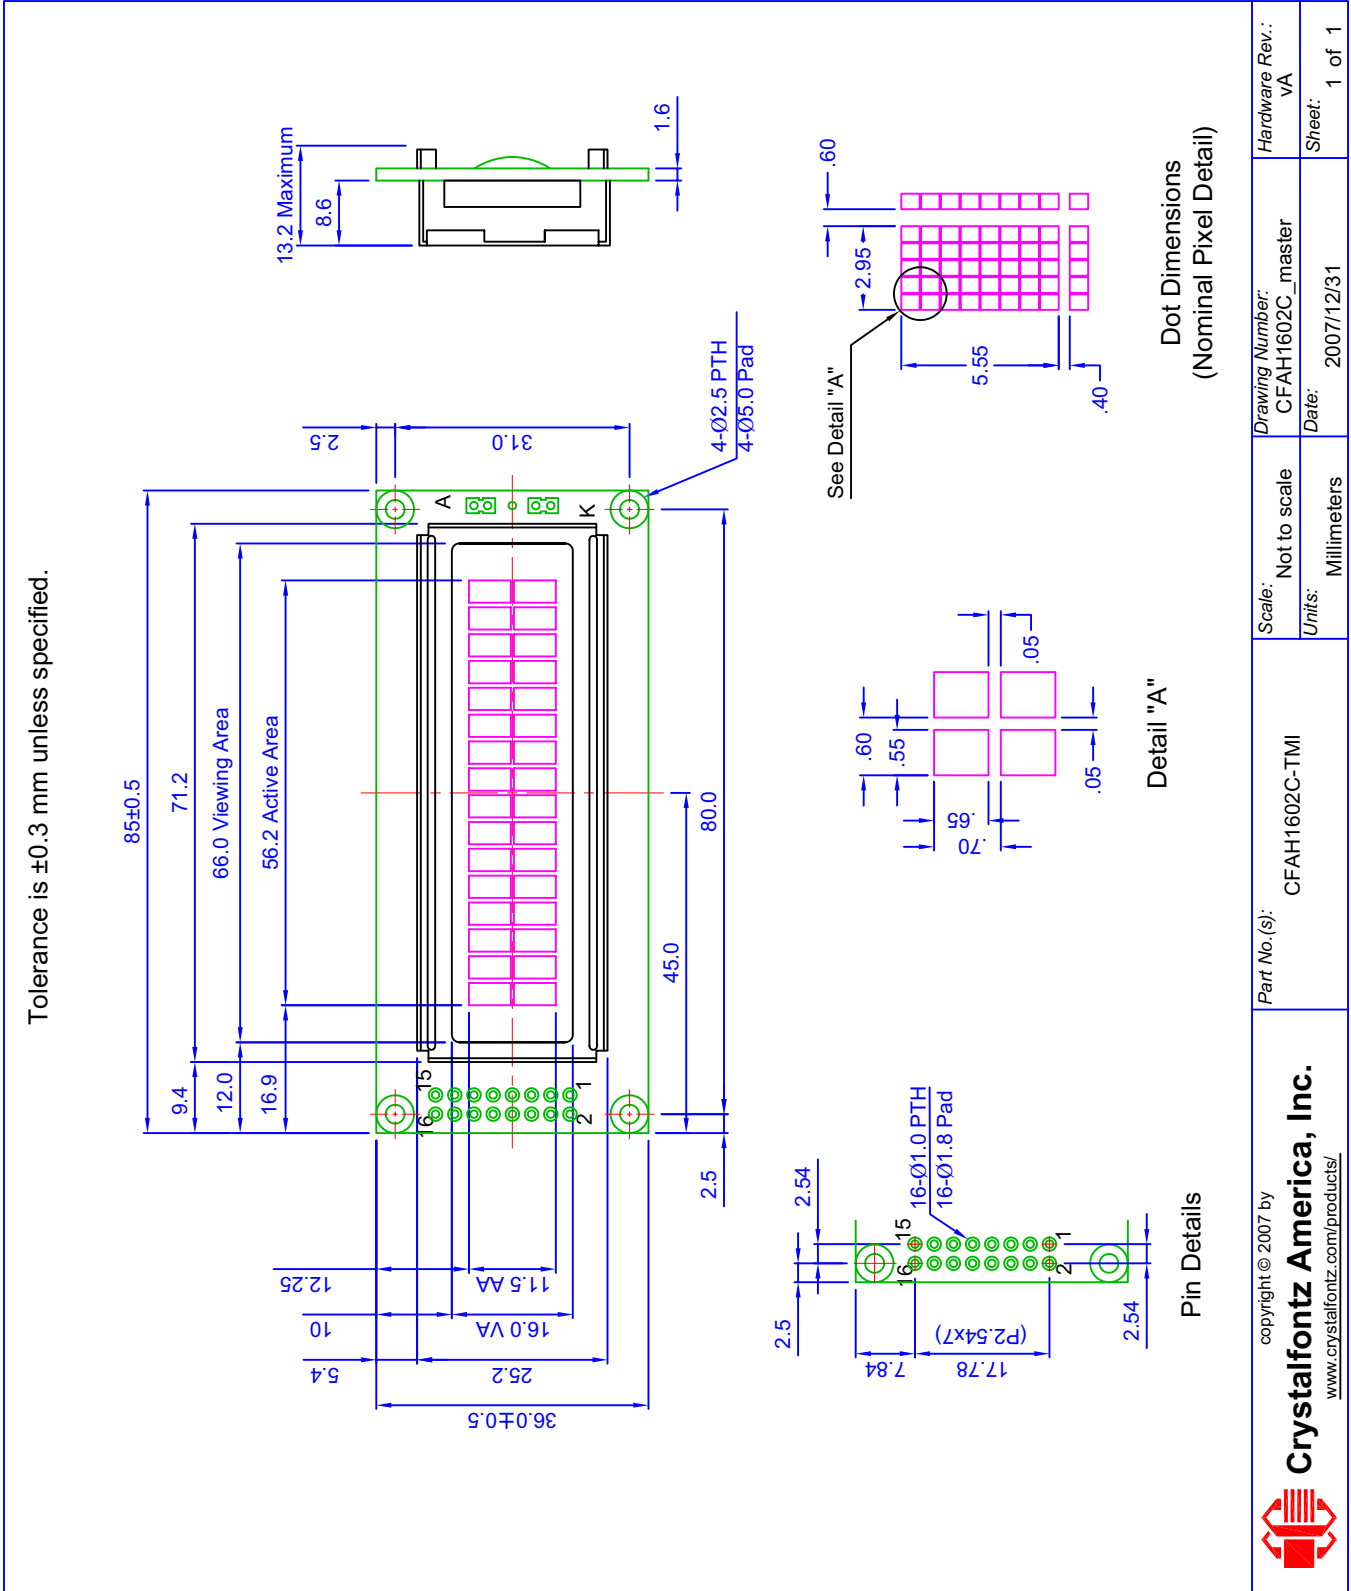 Tolerance is ±0.3 mm unless specified.
85±0.5
71.2
66.0 Viewing Area
56.2 Active Area
9.4
12.0
16.9
2.5
31.0
A
K
15
16
1
2
4-Ø2.5 PTH
4-Ø5.0 Pad
80.0
45.0
2.5
12.25
11.5 AA
10
16.0 VA
5.4
25.2
36.0±0.5
13.2 Maximum
8.6
1.6
2.54
2.5
16-Ø1.0 PTH
16-Ø1.8 Pad
15
16
1
2
7.84
17.78
(P2.54x7)
2.54
Pin Details
.60
.55
.65
.70
.05
.05
Detail "A"
See Detail "A"
.60
2.95
5.55
.40
Dot Dimensions
(Nominal Pixel Detail)
copyright © 2007 by
Crystalfontz America, Inc.
www.crystalfontz.com/products/
Part No.(s):
CFAH1602C-TMI
Scale:
Not to scale
Units:
Millimeters
Drawing Number:
CFAH1602C_master
Date:
2007/12/31
Hardware Rev.:
vA
Sheet:
1 of 1